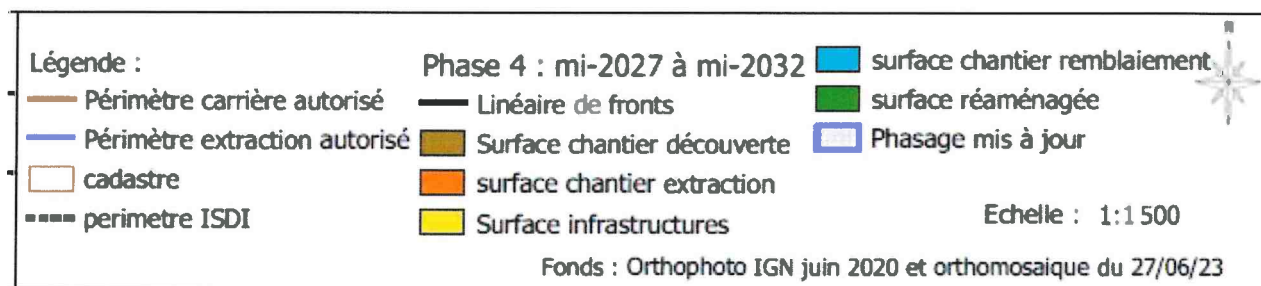 Légende :
Périmètre carrière autorisé
Périmètre extraction autorisé
cadastre
perimetre ISDI
Phase 4 : mi-2027 à mi-2032
Linéaire de fronts
Surface chantier découverte
surface chantier extraction
Surface infrastructures
surface chantier remblaiement
surface réaménagée
Phasage mis à jour
Echelle : 1:1 500
Fonds : Orthophoto IGN juin 2020 et orthomosaique du 27/06/23